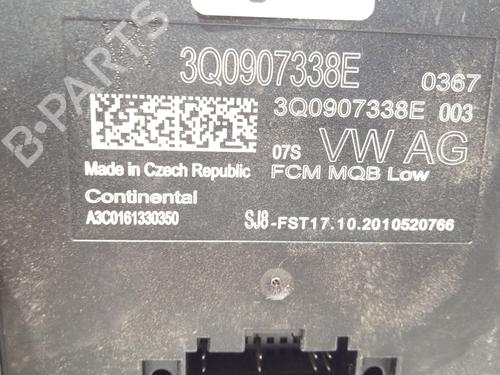 3Q0907338E 0367
3Q0907338E 003
07S VW AG
Made in Czech Republic FCM MQB Low
Continental
A3C0161330350 SJ8-FST17.10.2010520766